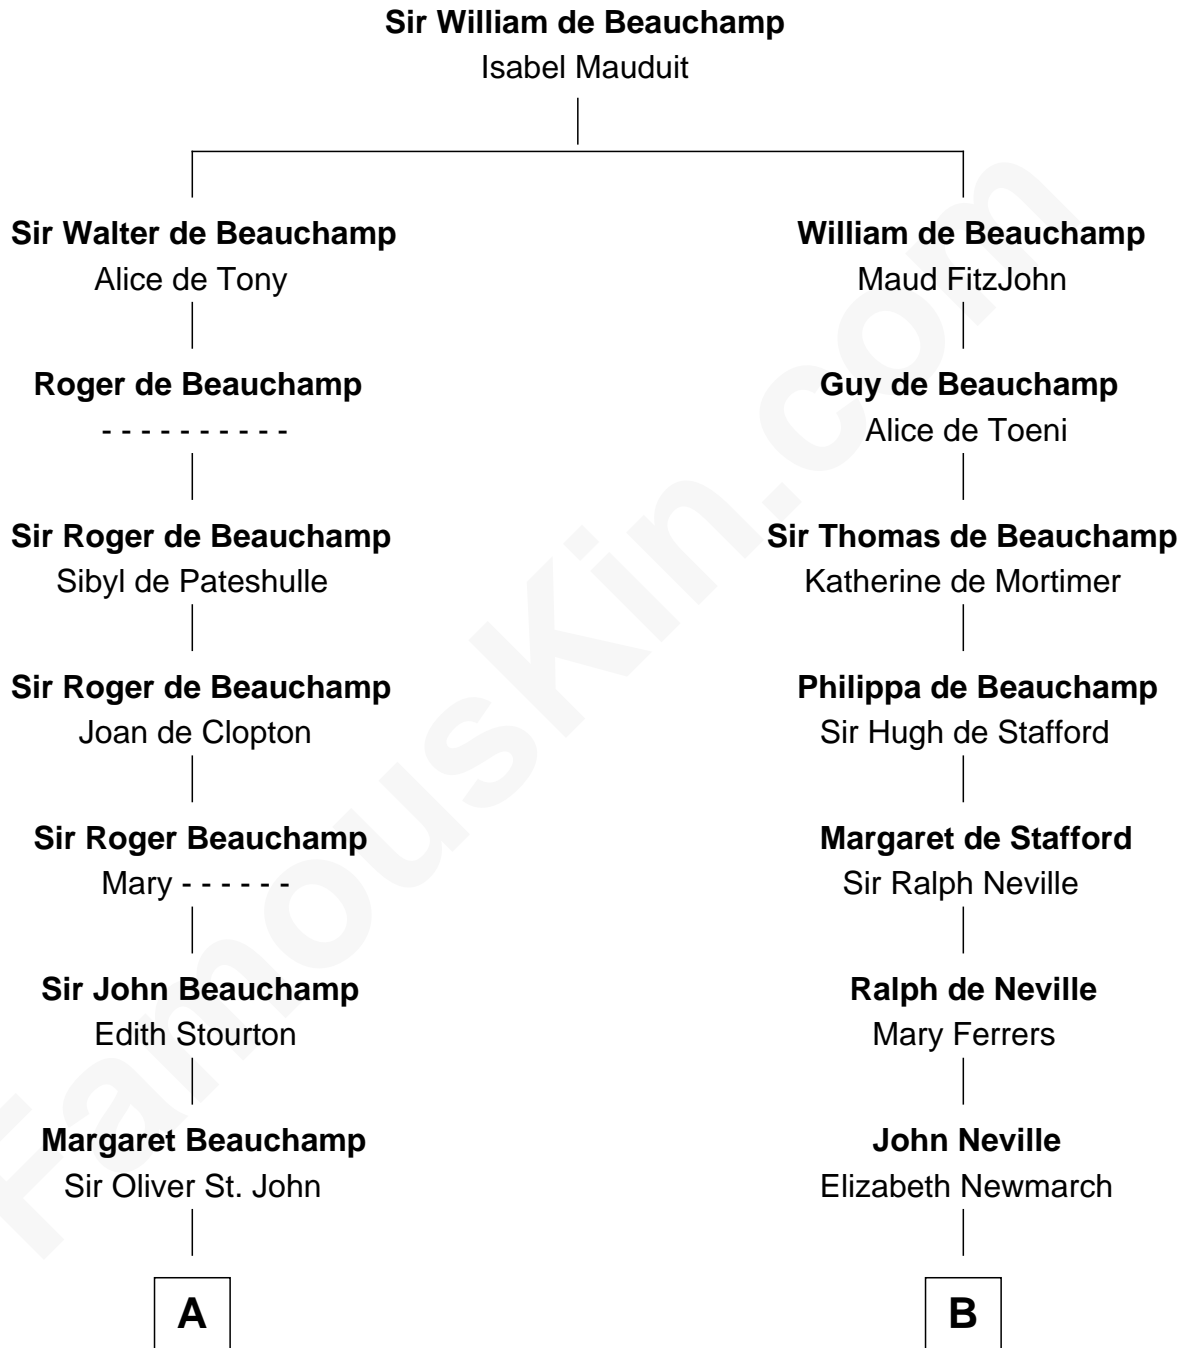 Sir William de Beauchamp
Isabel Mauduit
Sir Walter de Beauchamp
Alice de Tony
William de Beauchamp
Maud FitzJohn
Roger de Beauchamp
- - - - - - - - - -
Guy de Beauchamp
Alice de Toeni
Sir Roger de Beauchamp
Sibyl de Pateshulle
Sir Thomas de Beauchamp
Katherine de Mortimer
Sir Roger de Beauchamp
Joan de Clopton
Philippa de Beauchamp
Sir Hugh de Stafford
Sir Roger Beauchamp
Mary - - - - - -
Margaret de Stafford
Sir Ralph Neville
Sir John Beauchamp
Edith Stourton
Ralph de Neville
Mary Ferrers
Margaret Beauchamp
Sir Oliver St. John
John Neville
Elizabeth Newmarch
A
B
FamousKin.com